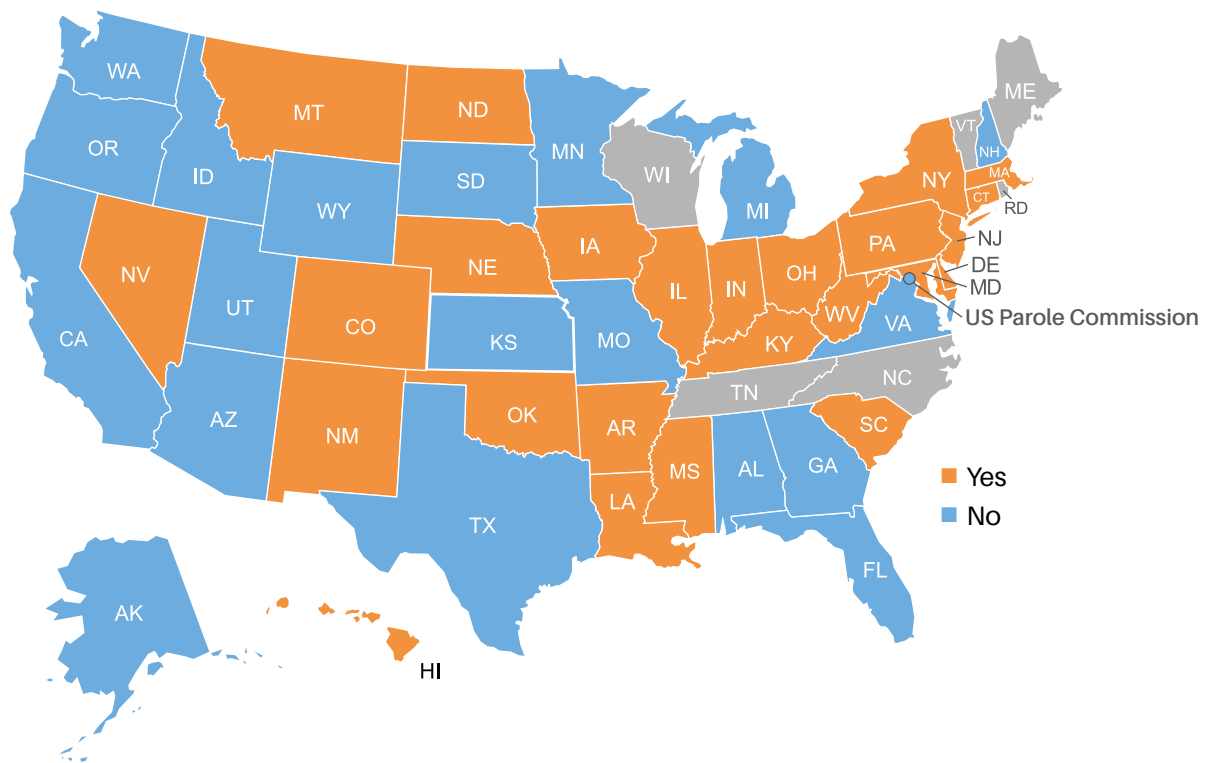 WA
MT
ND
MN
ME
VT
NH
OR
ID
SD
WI
MI
NY
MA
CT
RD
WY
IA
PA
NJ
NV
NE
IL
IN
OH
DE
MD
UT
CO
KS
MO
WV
VA
US Parole Commission
CA
KY
AZ
NM
OK
AR
TN
NC
SC
MS
AL
GA
LA
Yes
No
TX
FL
AK
HI